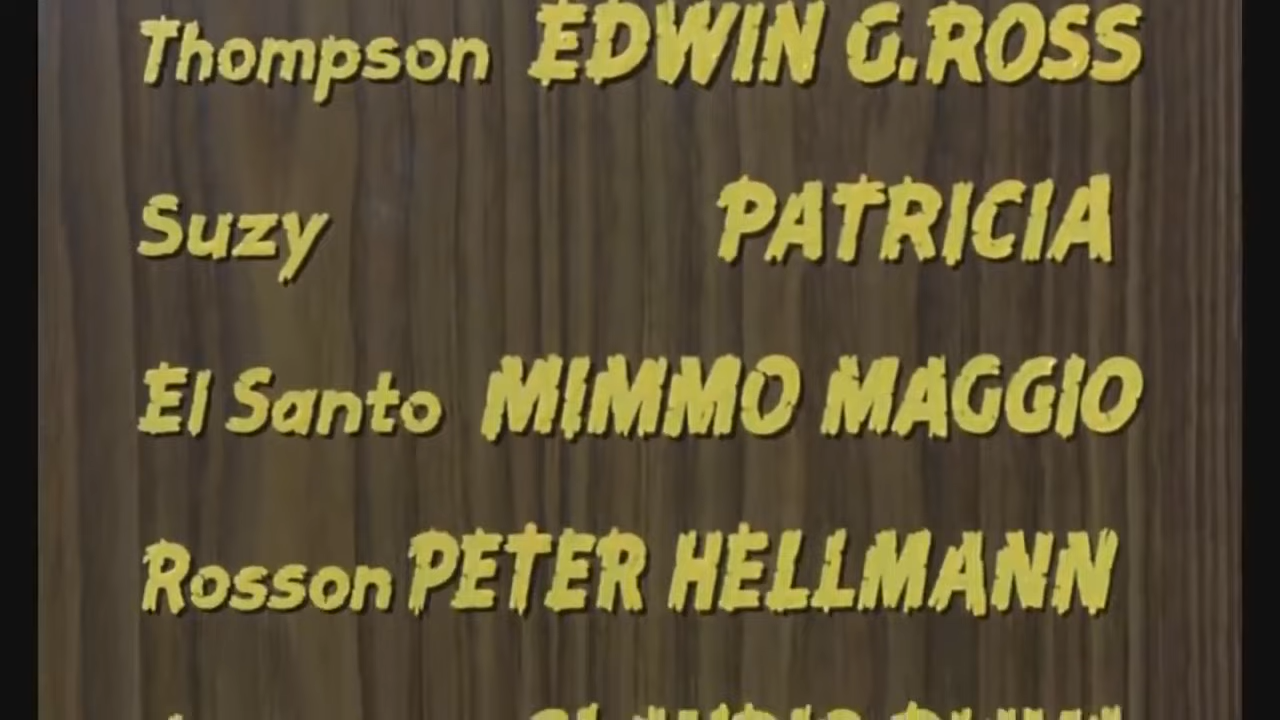 Thompson EDWIN G.ROSS
Suzy PATRICIA
El Santo MIMMO MAGGIO
Rosson PETER HELLMANN